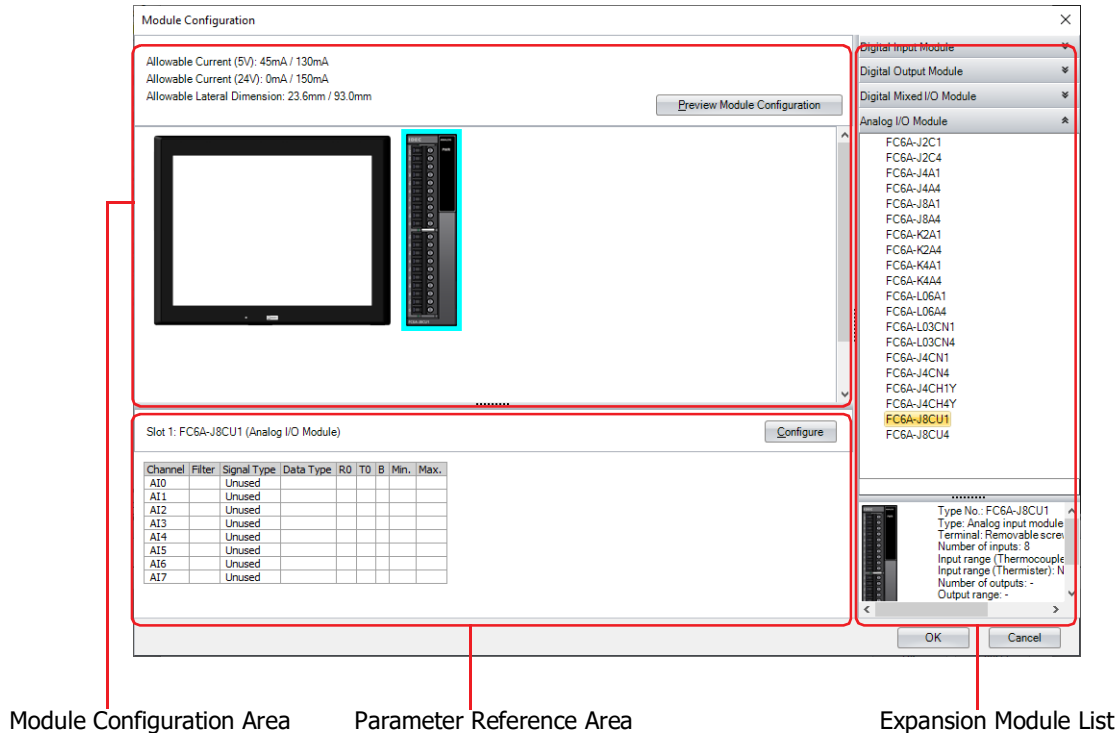 Module Configuration
Allowable Current (5V): 45mA / 130mA
Allowable Current (24V): 0mA / 150mA
Allowable Lateral Dimension: 23.6mm / 93.0mm
Preview Module Configuration
Digital Input Module
Digital Output Module
Digital Mixed I/O Module
Analog I/O Module
FC6A-J2C1
FC6A-J2C4
FC6A-J4A1
FC6A-J4A4
FC6A-J8A1
FC6A-J8A4
FC6A-K2A1
FC6A-K2A4
FC6A-K4A1
FC6A-K4A4
FC6A-L06A1
FC6A-L06A4
FC6A-L03CN1
FC6A-L03CN4
FC6A-J4CN1
FC6A-J4CN4
FC6A-J4CH1Y
FC6A-J4CH4Y
FC6A-J8CU1
FC6A-J8CU4
Slot 1: FC6A-J8CU1 (Analog I/O Module)
Configure
Channel Filter Signal Type Data Type R0 T0 B Min. Max.
AI0 Unused
AI1 Unused
AI2 Unused
AI3 Unused
AI4 Unused
AI5 Unused
AI6 Unused
AI7 Unused
Type No.: FC6A-J8CU1
Type: Analog input module
Terminal: Removable screw
Number of inputs: 8
Input range (Thermocouple
Input range (Thermister): N
Number of outputs: -
Output range: -
OK
Cancel
Module Configuration Area
Parameter Reference Area
Expansion Module List